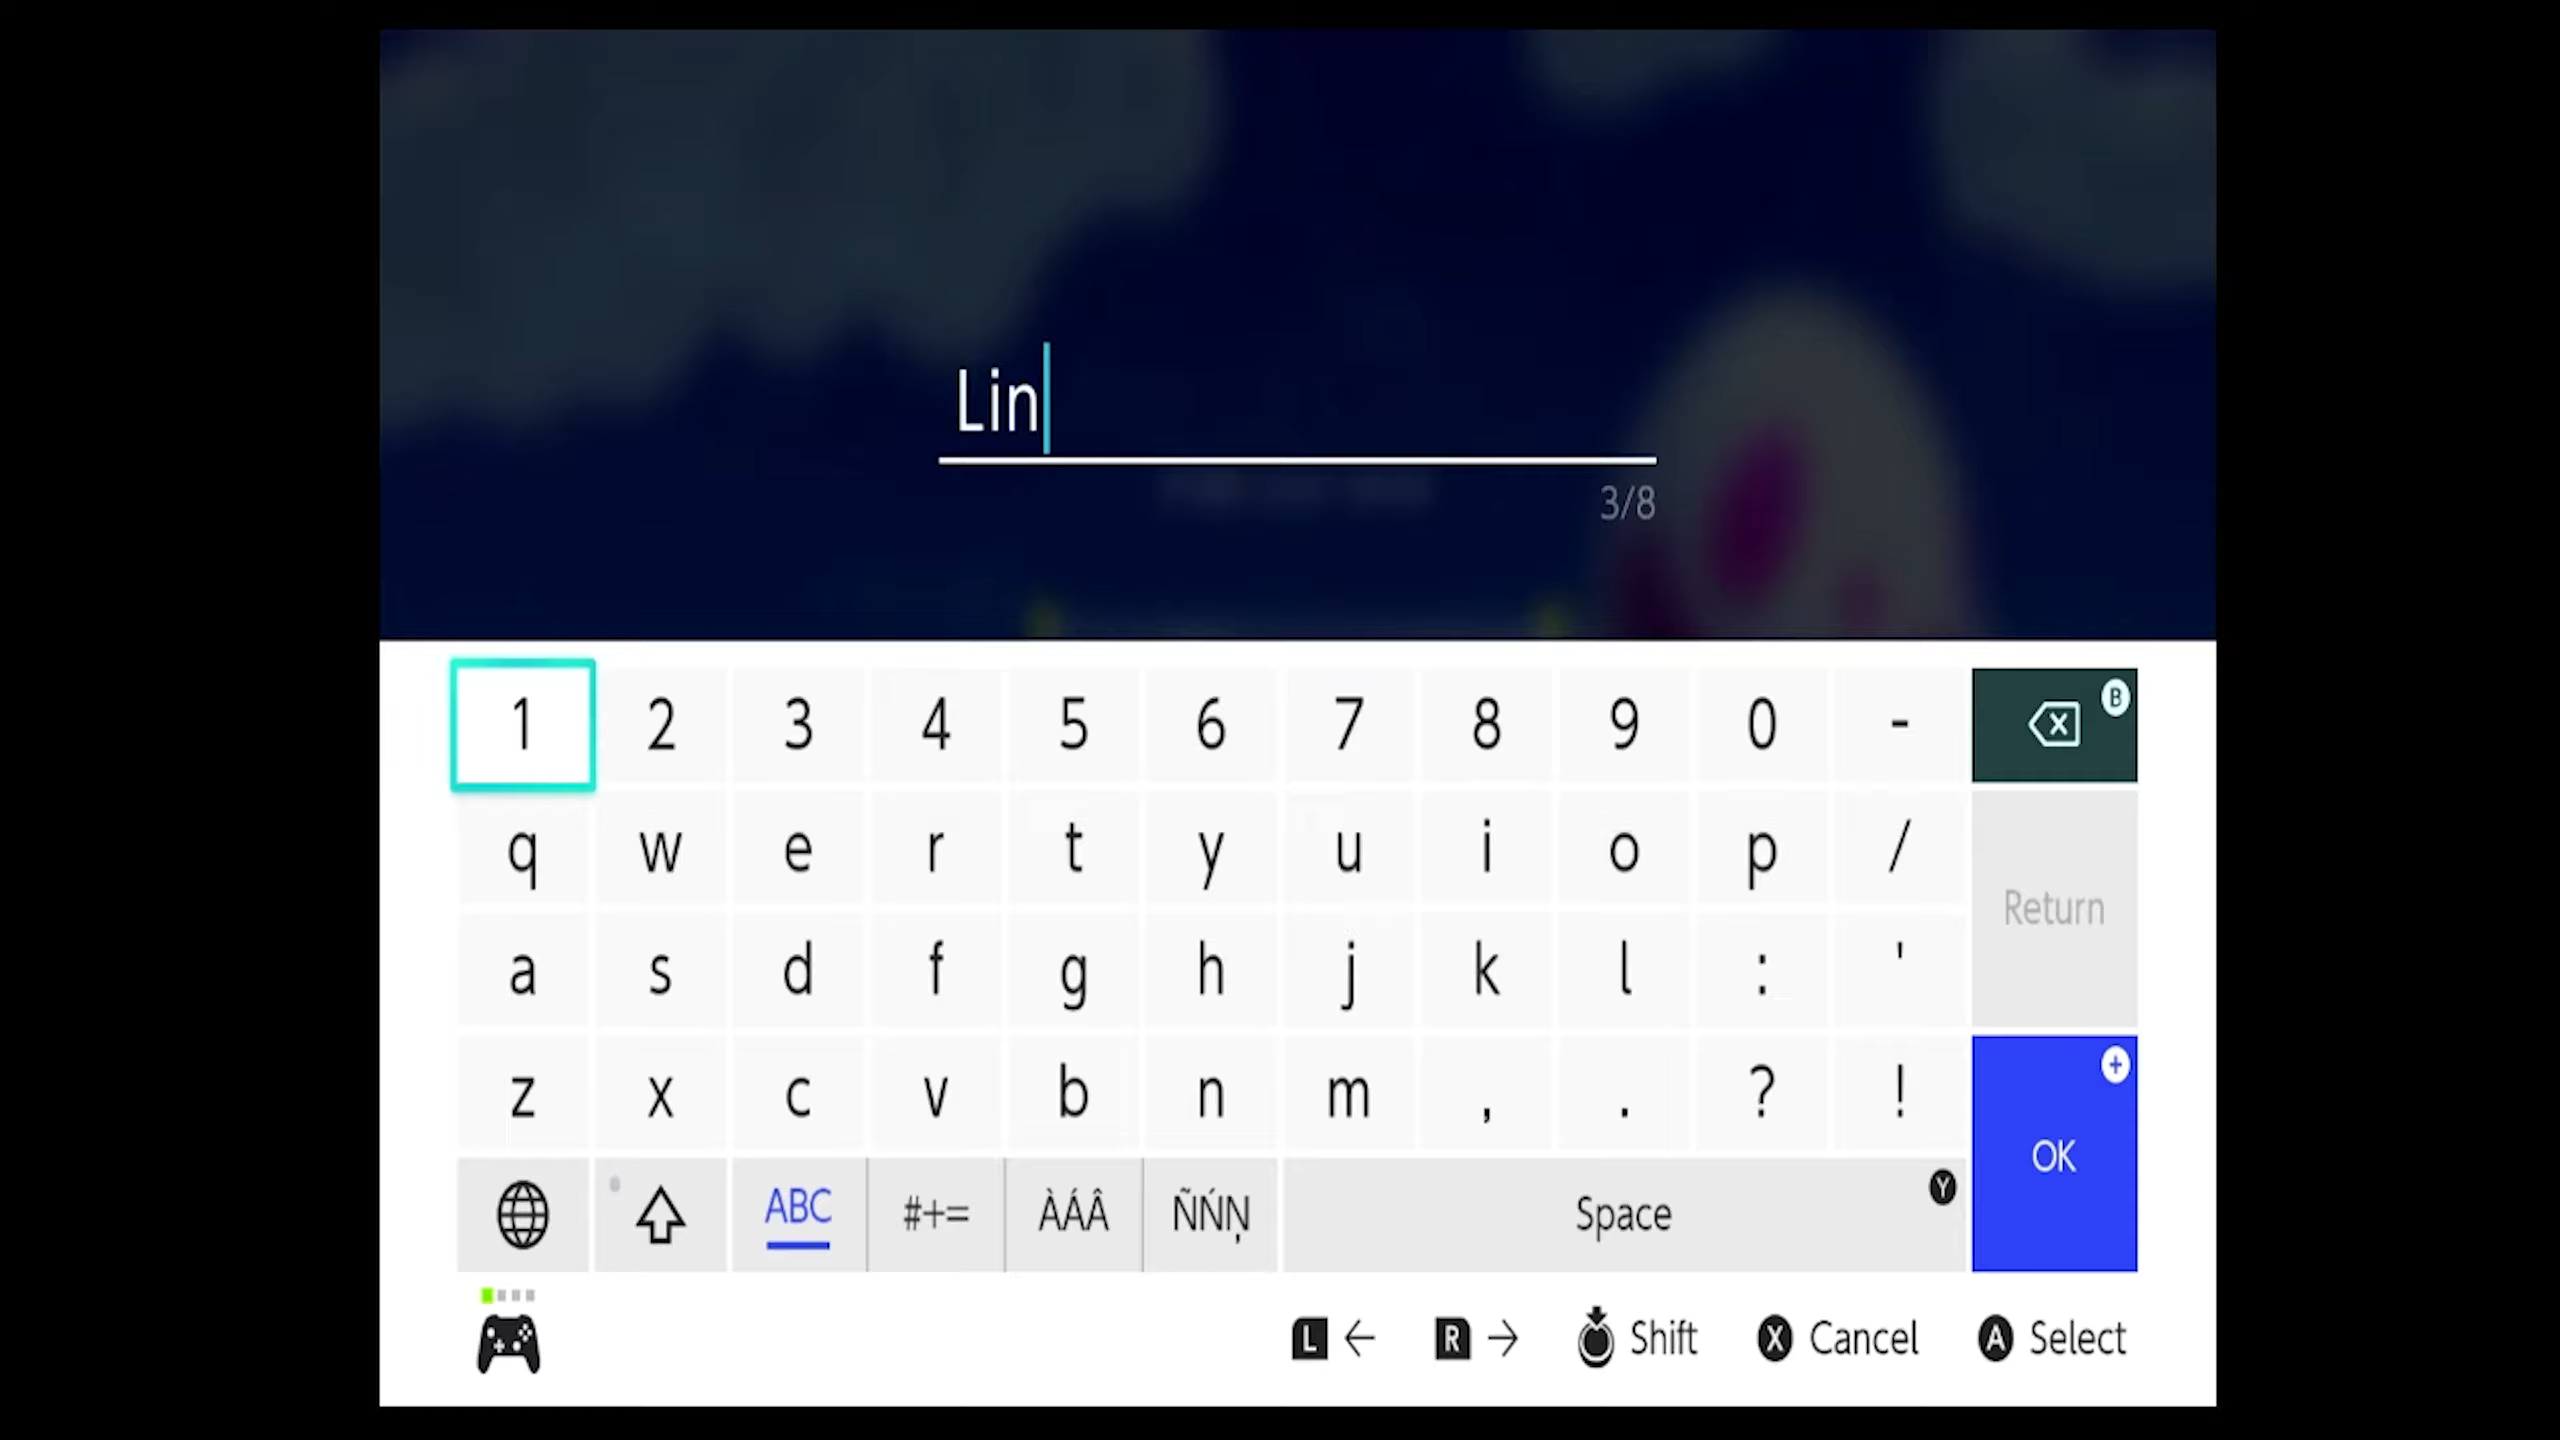 Lin
3/8
1 2 3 4 5 6 7 8 9 0 - B
q w e r t y u i o p /
Return
a s d f g h j k l : '
z x c v b n m , . ? !
+ OK
ABC #+= ÀÁÂ ÑŃŅ Space Y
L ← R → Shift X Cancel A Select